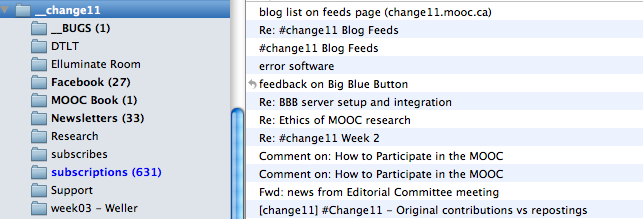 __change11
__BUGS (1)
DTLT
Elluminate Room
Facebook (27)
MOOC Book (1)
Newsletters (33)
Research
subscribes
subscriptions (631)
Support
week03 - Weller
blog list on feeds page (change11.mooc.ca)
Re: #change11 Blog Feeds
#change11 Blog Feeds
error software
feedback on Big Blue Button
Re: BBB server setup and integration
Re: Ethics of MOOC research
Re: #change11 Week 2
Comment on: How to Participate in the MOOC
Comment on: How to Participate in the MOOC
Fwd: news from Editorial Committee meeting
[change11] #Change11 - Original contributions vs repostings